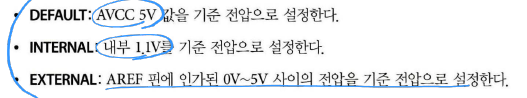 • DEFAULT: AVCC 5V 값을 기준 전압으로 설정한다.
• INTERNAL: 내부 1.1V를 기준 전압으로 설정한다.
• EXTERNAL: AREF 핀에 인가된 0V~5V 사이의 전압을 기준 전압으로 설정한다.